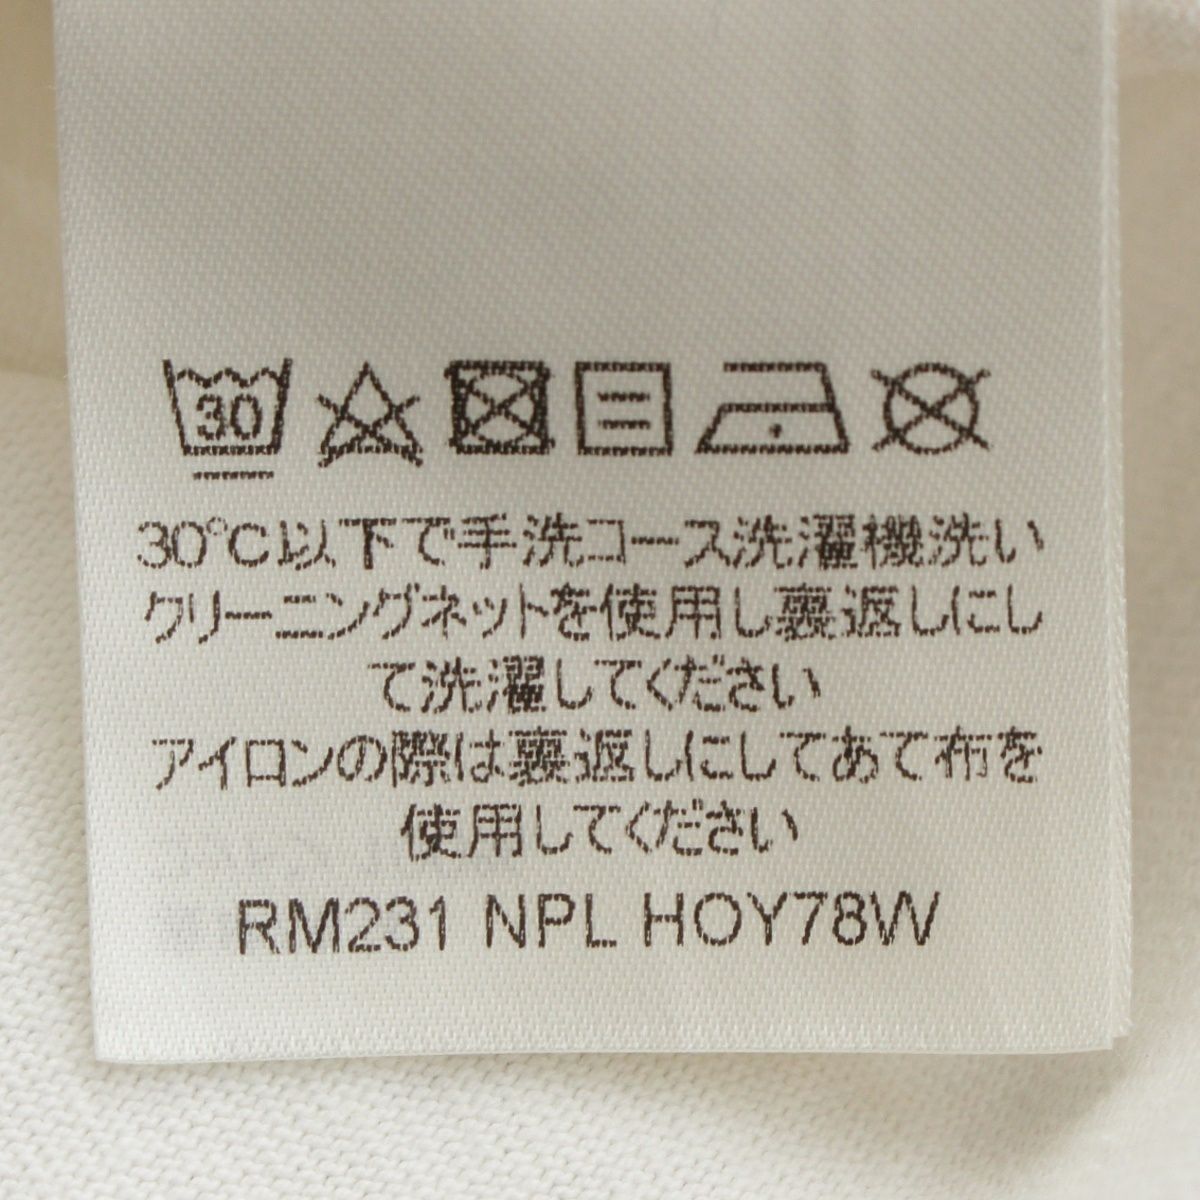 30
30℃以下で手洗コース洗濯機洗い
クリーニングネットを使用し裏返しにし
て洗濯してください
アイロンの際は裏返しにしてあて布を
使用してください
RM231 NPL HOY78W